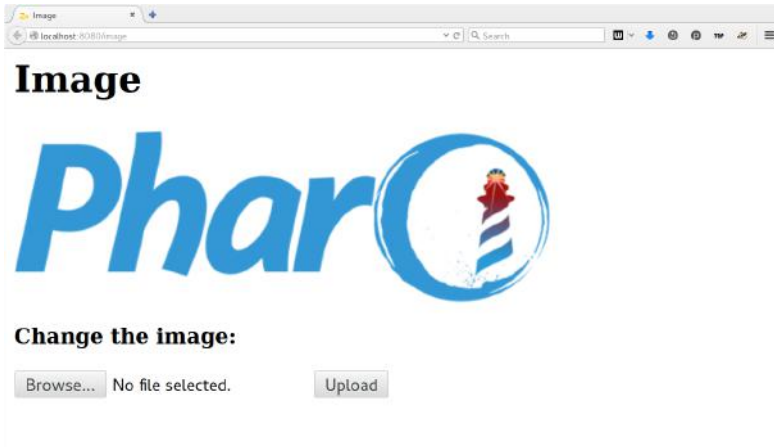 Image
localhost:8080/image
Search
Image
Pharo
Change the image:
Browse... No file selected. Upload